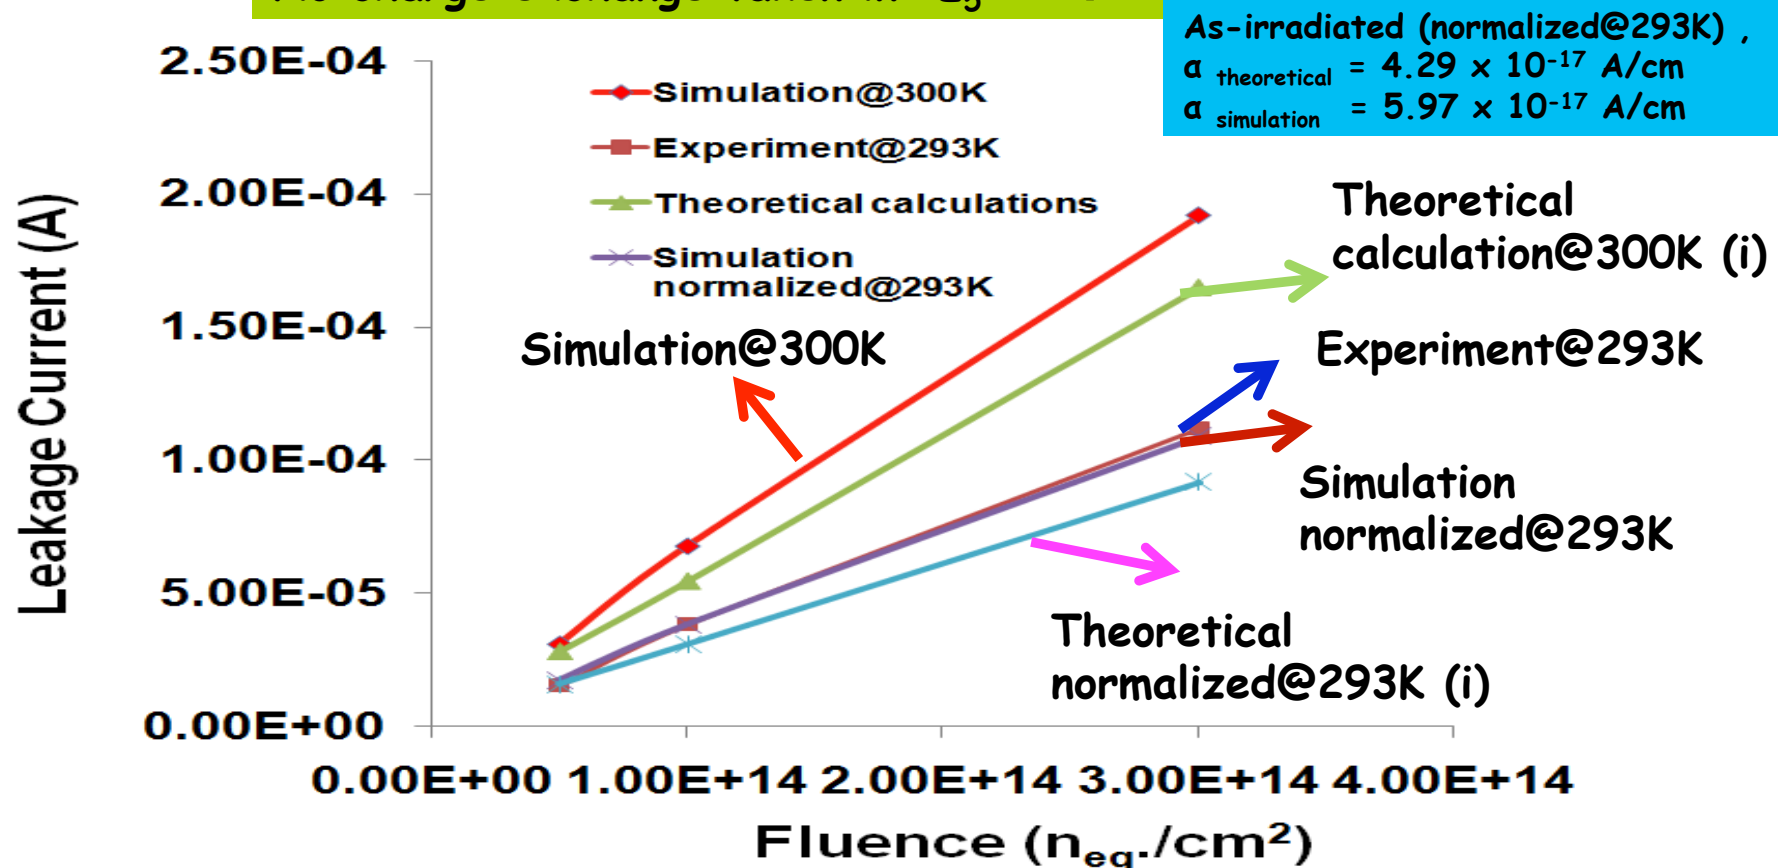 As-irradiated (normalized@293K) ,
α theoretical = 4.29 x 10⁻¹⁷ A/cm
α simulation = 5.97 x 10⁻¹⁷ A/cm
2.50E-04
2.00E-04
1.50E-04
1.00E-04
5.00E-05
0.00E+00
Leakage Current (A)
Simulation@300K
Experiment@293K
Theoretical calculations
Simulation
normalized@293K
Simulation@300K
Theoretical
calculation@300K (i)
Experiment@293K
Simulation
normalized@293K
Theoretical
normalized@293K (i)
0.00E+00 1.00E+14 2.00E+14 3.00E+14 4.00E+14
Fluence (n_eq./cm²)